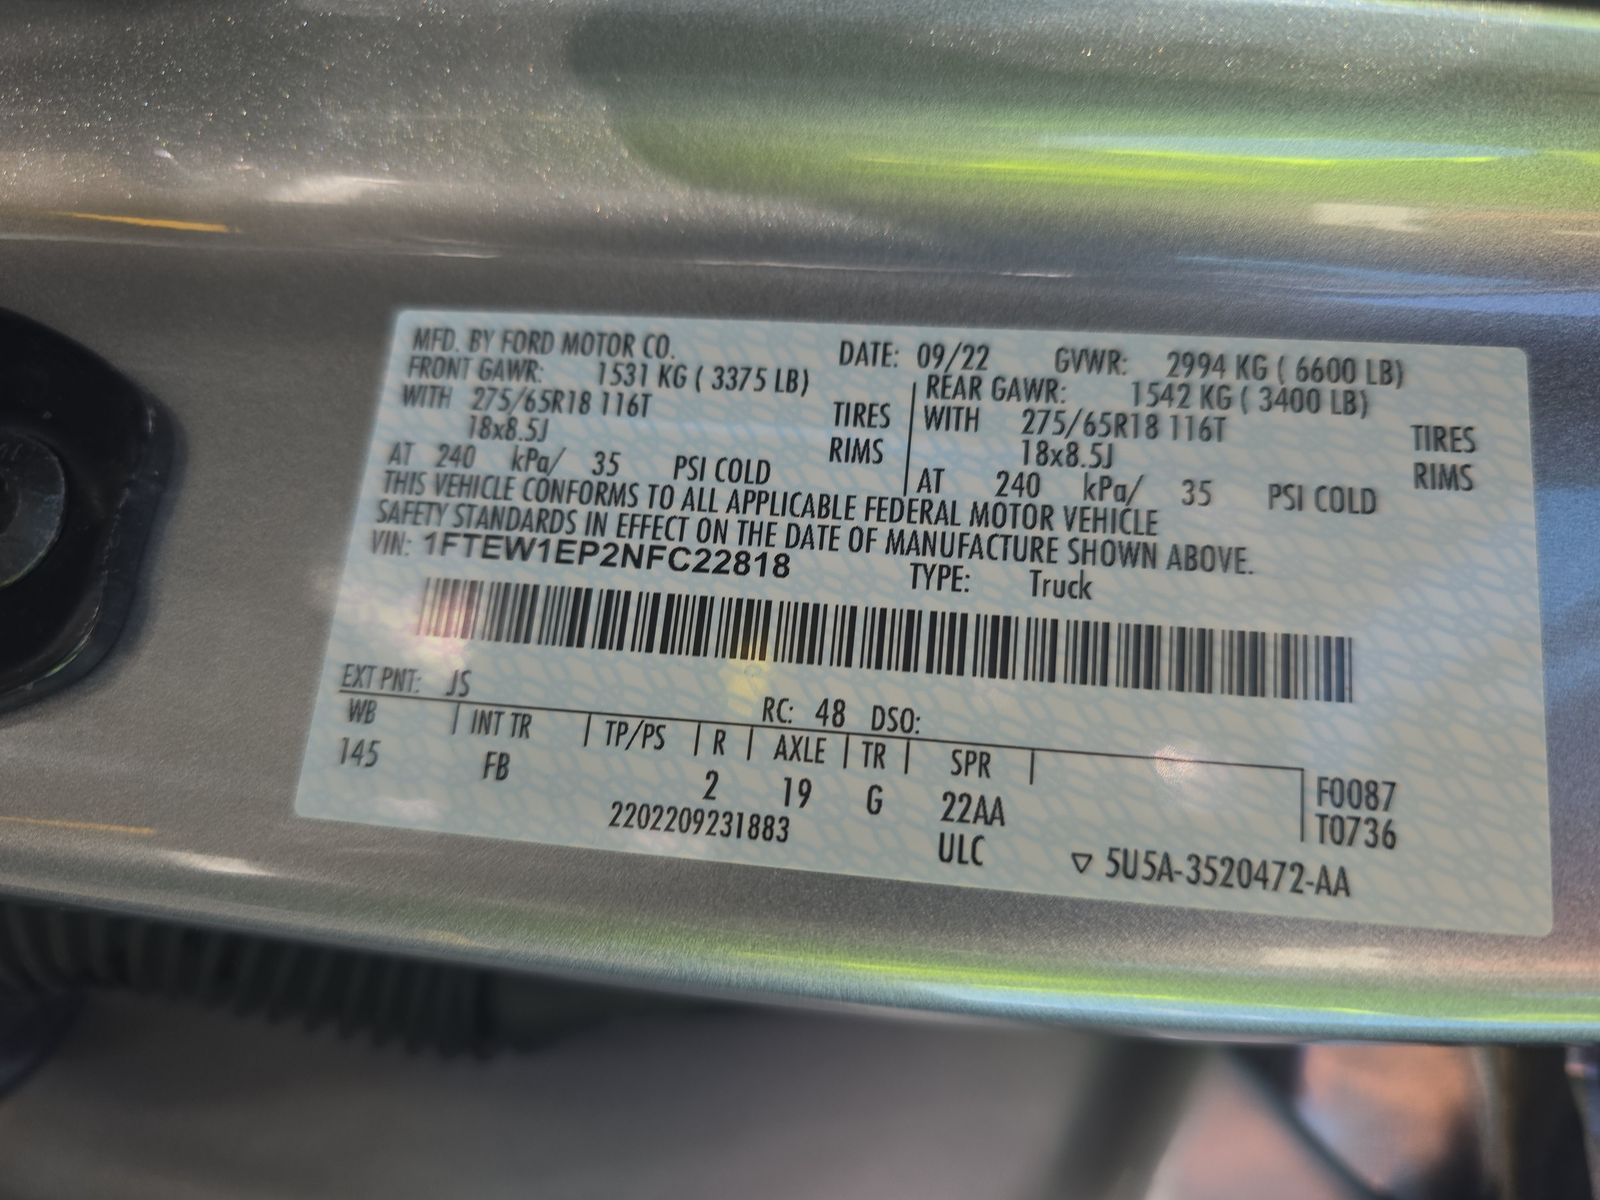 MFD. BY FORD MOTOR CO. DATE: 09/22 GVWR: 2994 KG ( 6600 LB)
FRONT GAWR: 1531 KG ( 3375 LB) REAR GAWR: 1542 KG ( 3400 LB)
WITH 275/65R18 116T TIRES WITH 275/65R18 116T TIRES
18x8.5J RIMS 18x8.5J RIMS
AT 240 kPa/ 35 PSI COLD AT 240 kPa/ 35 PSI COLD
THIS VEHICLE CONFORMS TO ALL APPLICABLE FEDERAL MOTOR VEHICLE
SAFETY STANDARDS IN EFFECT ON THE DATE OF MANUFACTURE SHOWN ABOVE.
VIN: 1FTEW1EP2NFC22818 TYPE: Truck
EXT PNT: JS RC: 48 DSO:
WB INT TR TP/PS R AXLE TR SPR
145 FB 2 19 G 22AA F0087
2202209231883 ULC T0736
▽ 5U5A-3520472-AA